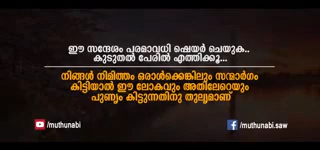 ഈ സന്ദേശം പരമാവധി ഷെയർ ചെയുക..
കുടുതൽ പേരിൽ എത്തിക്കൂ...
നിങ്ങൾ നിമിത്തം ഒരാൾക്കെങ്കിലും സന്മാർഗം
കിട്ടിയാൽ ഈ ലോകവും അതിലേറെയും
പുണ്യം കിട്ടുന്നതിനു തുല്യമാണ്
/muthunabi
/muthunabi.saw